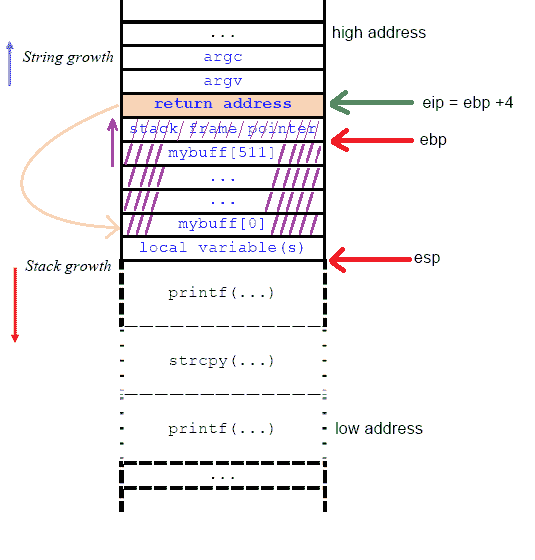 ...
high address
String growth
argc
argv
return address
eip = ebp +4
stack frame pointer
ebp
mybuff[511]
...
...
mybuff[0]
local variable(s)
esp
Stack growth
printf(...)
strcpy(...)
printf(...)
low address
...